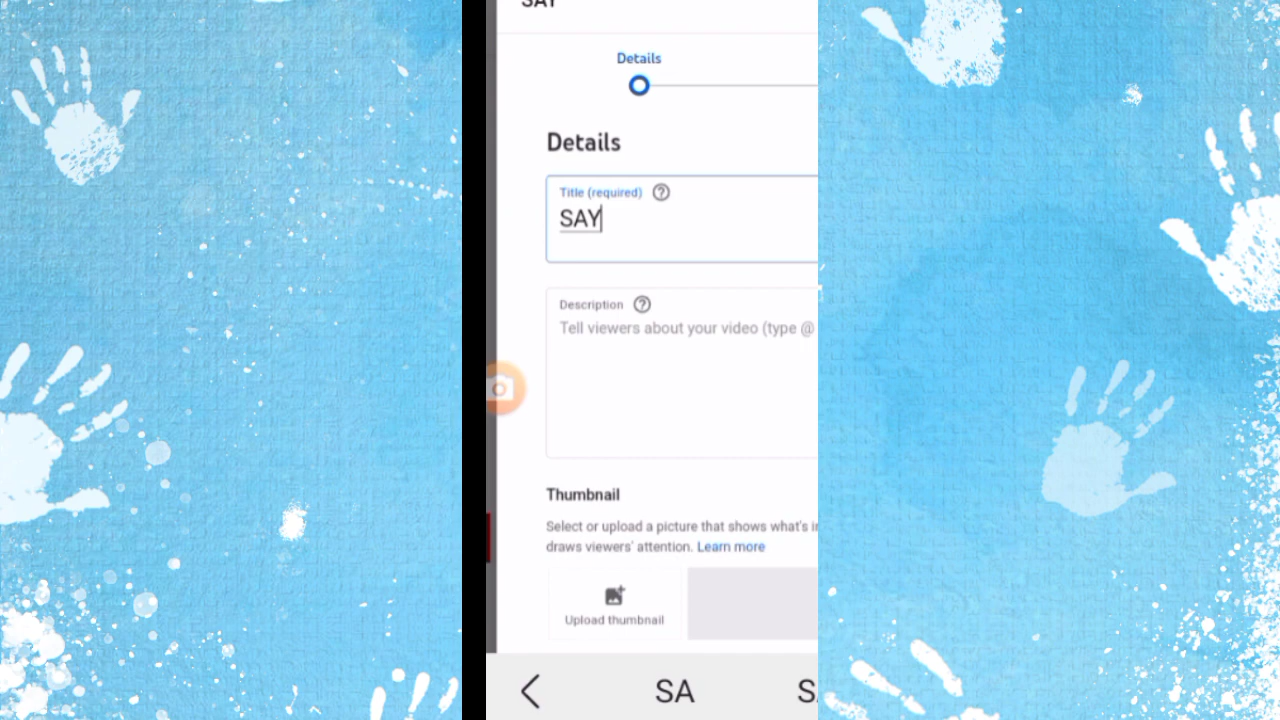 SAY
Details
Details
Title (required)
SAY
Description
Tell viewers about your video (type @
Thumbnail
Select or upload a picture that shows what's
draws viewers' attention. Learn more
Upload thumbnail
SA